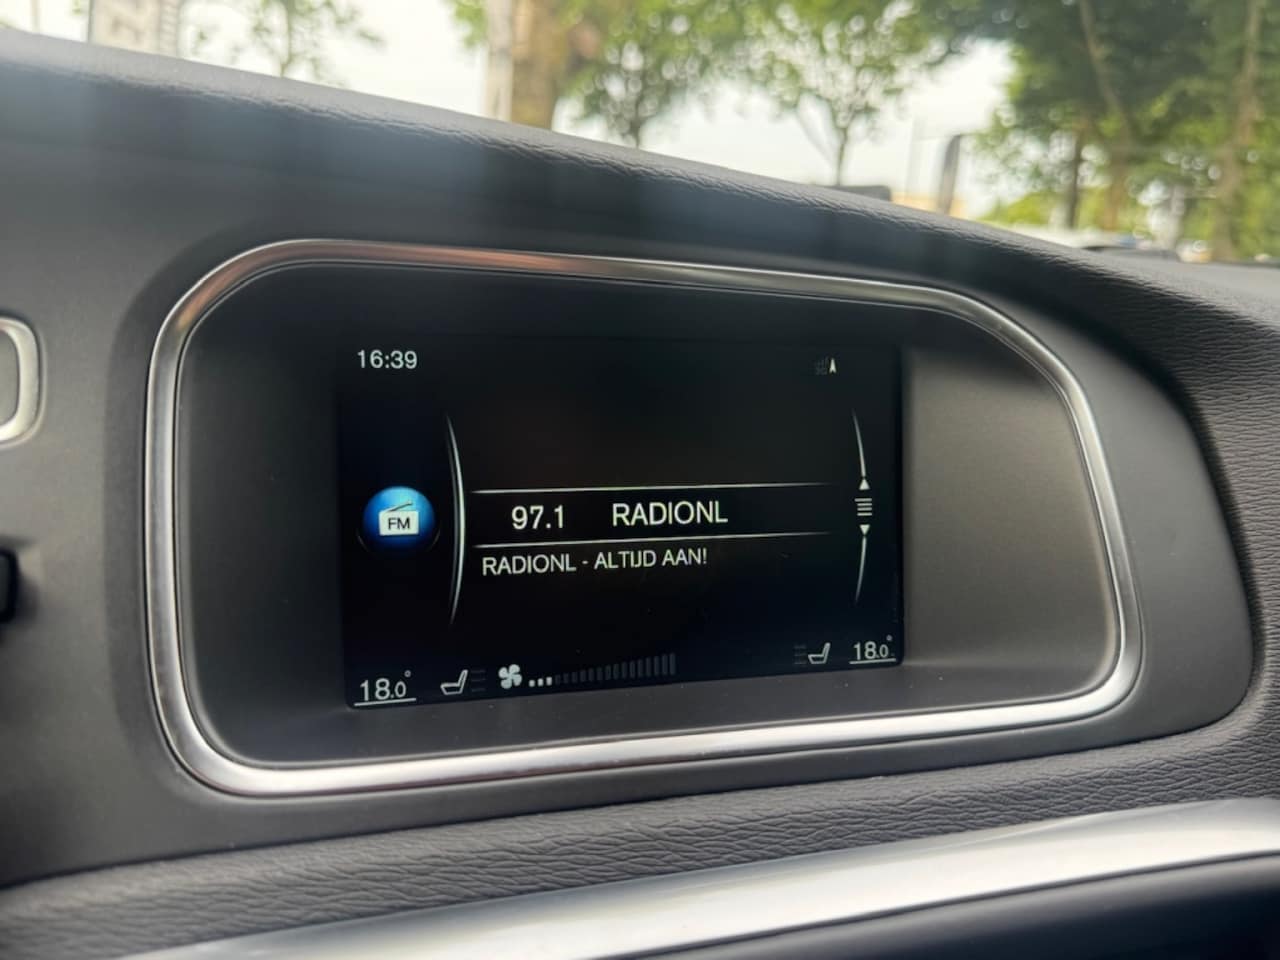 16:39
FM
97.1 RADIONL
RADIONL - ALTIJD AAN!
18.0°
18.0°